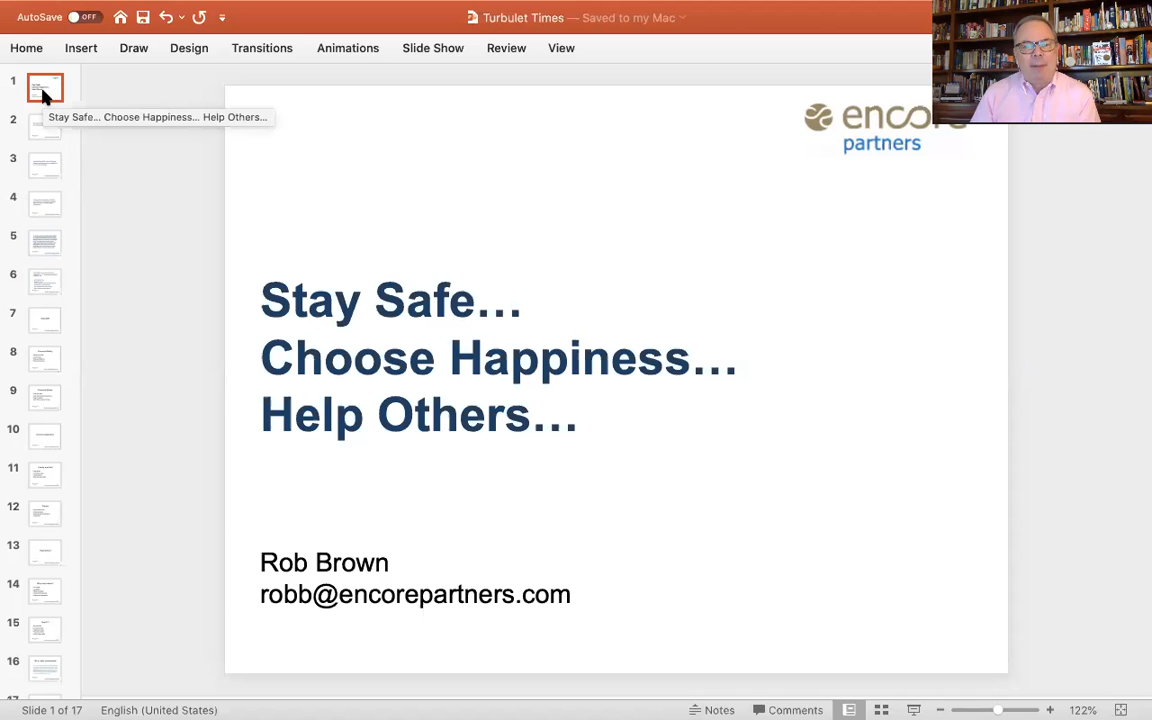 AutoSave OFF
Turbulet Times — Saved to my Mac
Home Insert Draw Design Transitions Animations Slide Show Review View
1
Stay Safe... Choose Happiness... Help Others...
2
3
4
5
6
7
8
9
10
11
12
13
14
15
16
17
encore
partners
Stay Safe…
Choose Happiness…
Help Others…
Rob Brown
robb@encorepartners.com
Slide 1 of 17 English (United States) Notes Comments 122%